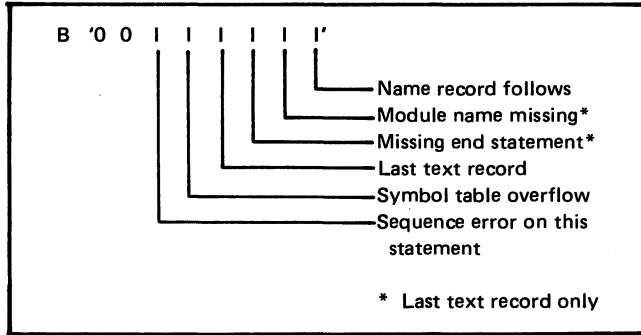 B '0 0 I I I I I I'
Name record follows
Module name missing*
Missing end statement*
Last text record
Symbol table overflow
Sequence error on this
statement
* Last text record only